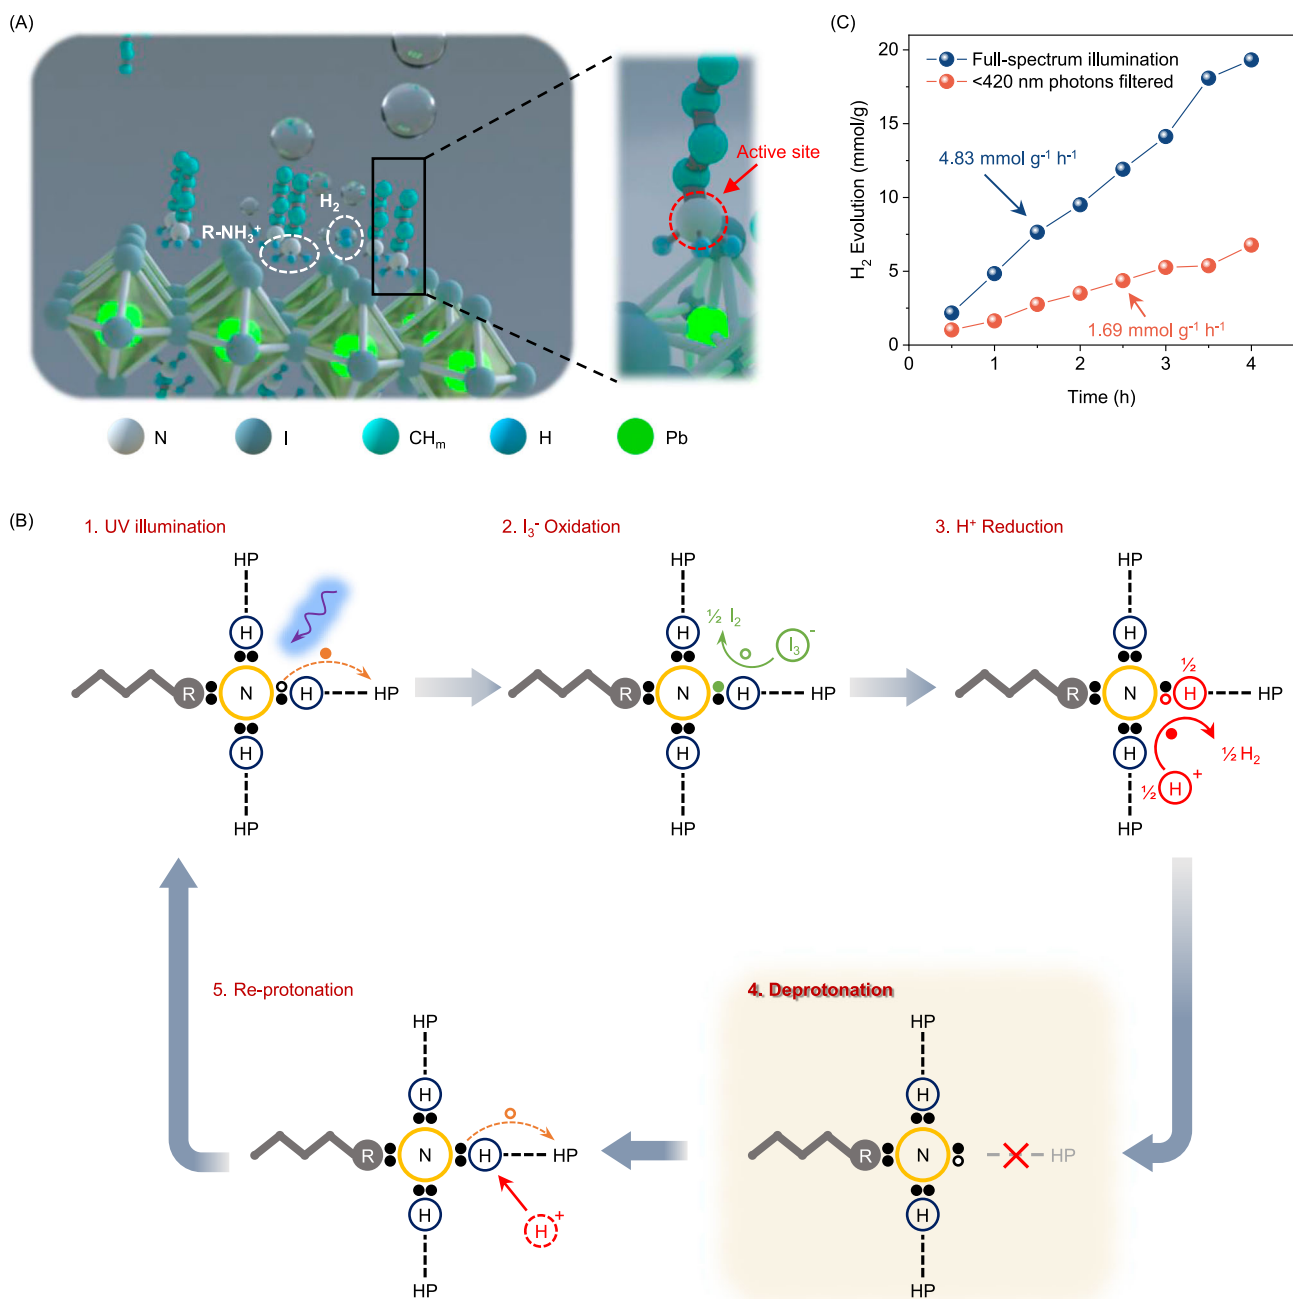 (A)
R-NH₃⁺
H₂
Active site
N
I
CHₘ
H
Pb
(C)
H₂ Evolution (mmol/g)
20
15
10
5
0
Full-spectrum illumination
<420 nm photons filtered
4.83 mmol g⁻¹ h⁻¹
1.69 mmol g⁻¹ h⁻¹
0
1
2
3
4
Time (h)
(B)
1. UV illumination
HP
H
R
N
H
HP
H
HP
2. I₃⁻ Oxidation
HP
½ I₂
I₃⁻
H
R
N
H
HP
H
HP
3. H⁺ Reduction
HP
H
½
R
N
H
HP
H
½ H₂
½ H⁺
HP
5. Re-protonation
HP
H
R
N
H
HP
H
H⁺
HP
4. Deprotonation
HP
H
R
N
HP
H
HP